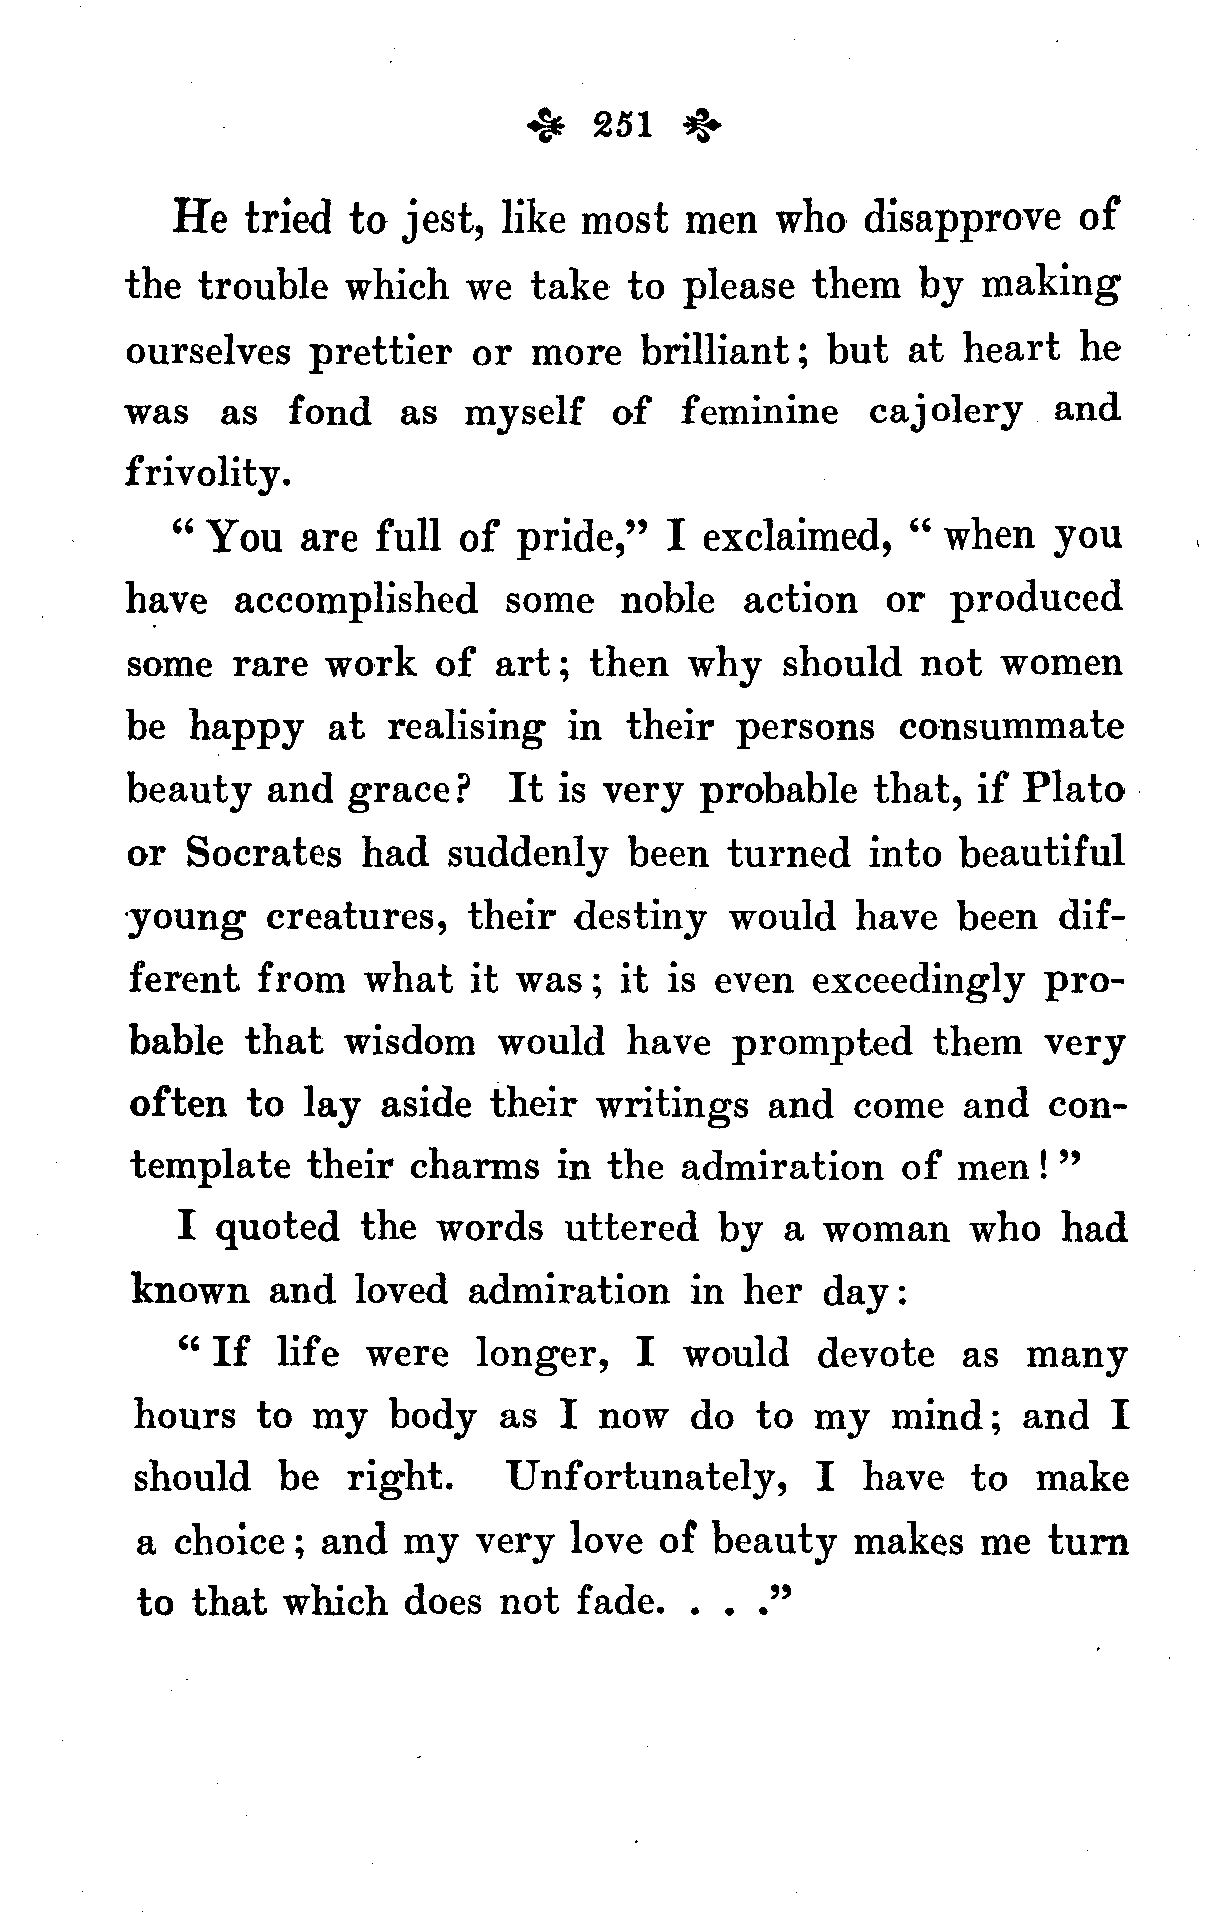 251
He tried to jest, like most men who disapprove of
the trouble which we take to please them by making
ourselves prettier or more brilliant; but at heart he
was as fond as myself of feminine cajolery and
frivolity.
“You are full of pride,” I exclaimed, “when you
have accomplished some noble action or produced
some rare work of art; then why should not women
be happy at realising in their persons consummate
beauty and grace? It is very probable that, if Plato
or Socrates had suddenly been turned into beautiful
young creatures, their destiny would have been dif-
ferent from what it was; it is even exceedingly pro-
bable that wisdom would have prompted them very
often to lay aside their writings and come and con-
template their charms in the admiration of men!”
I quoted the words uttered by a woman who had
known and loved admiration in her day:
“If life were longer, I would devote as many
hours to my body as I now do to my mind; and I
should be right. Unfortunately, I have to make
a choice; and my very love of beauty makes me turn
to that which does not fade. . . .”